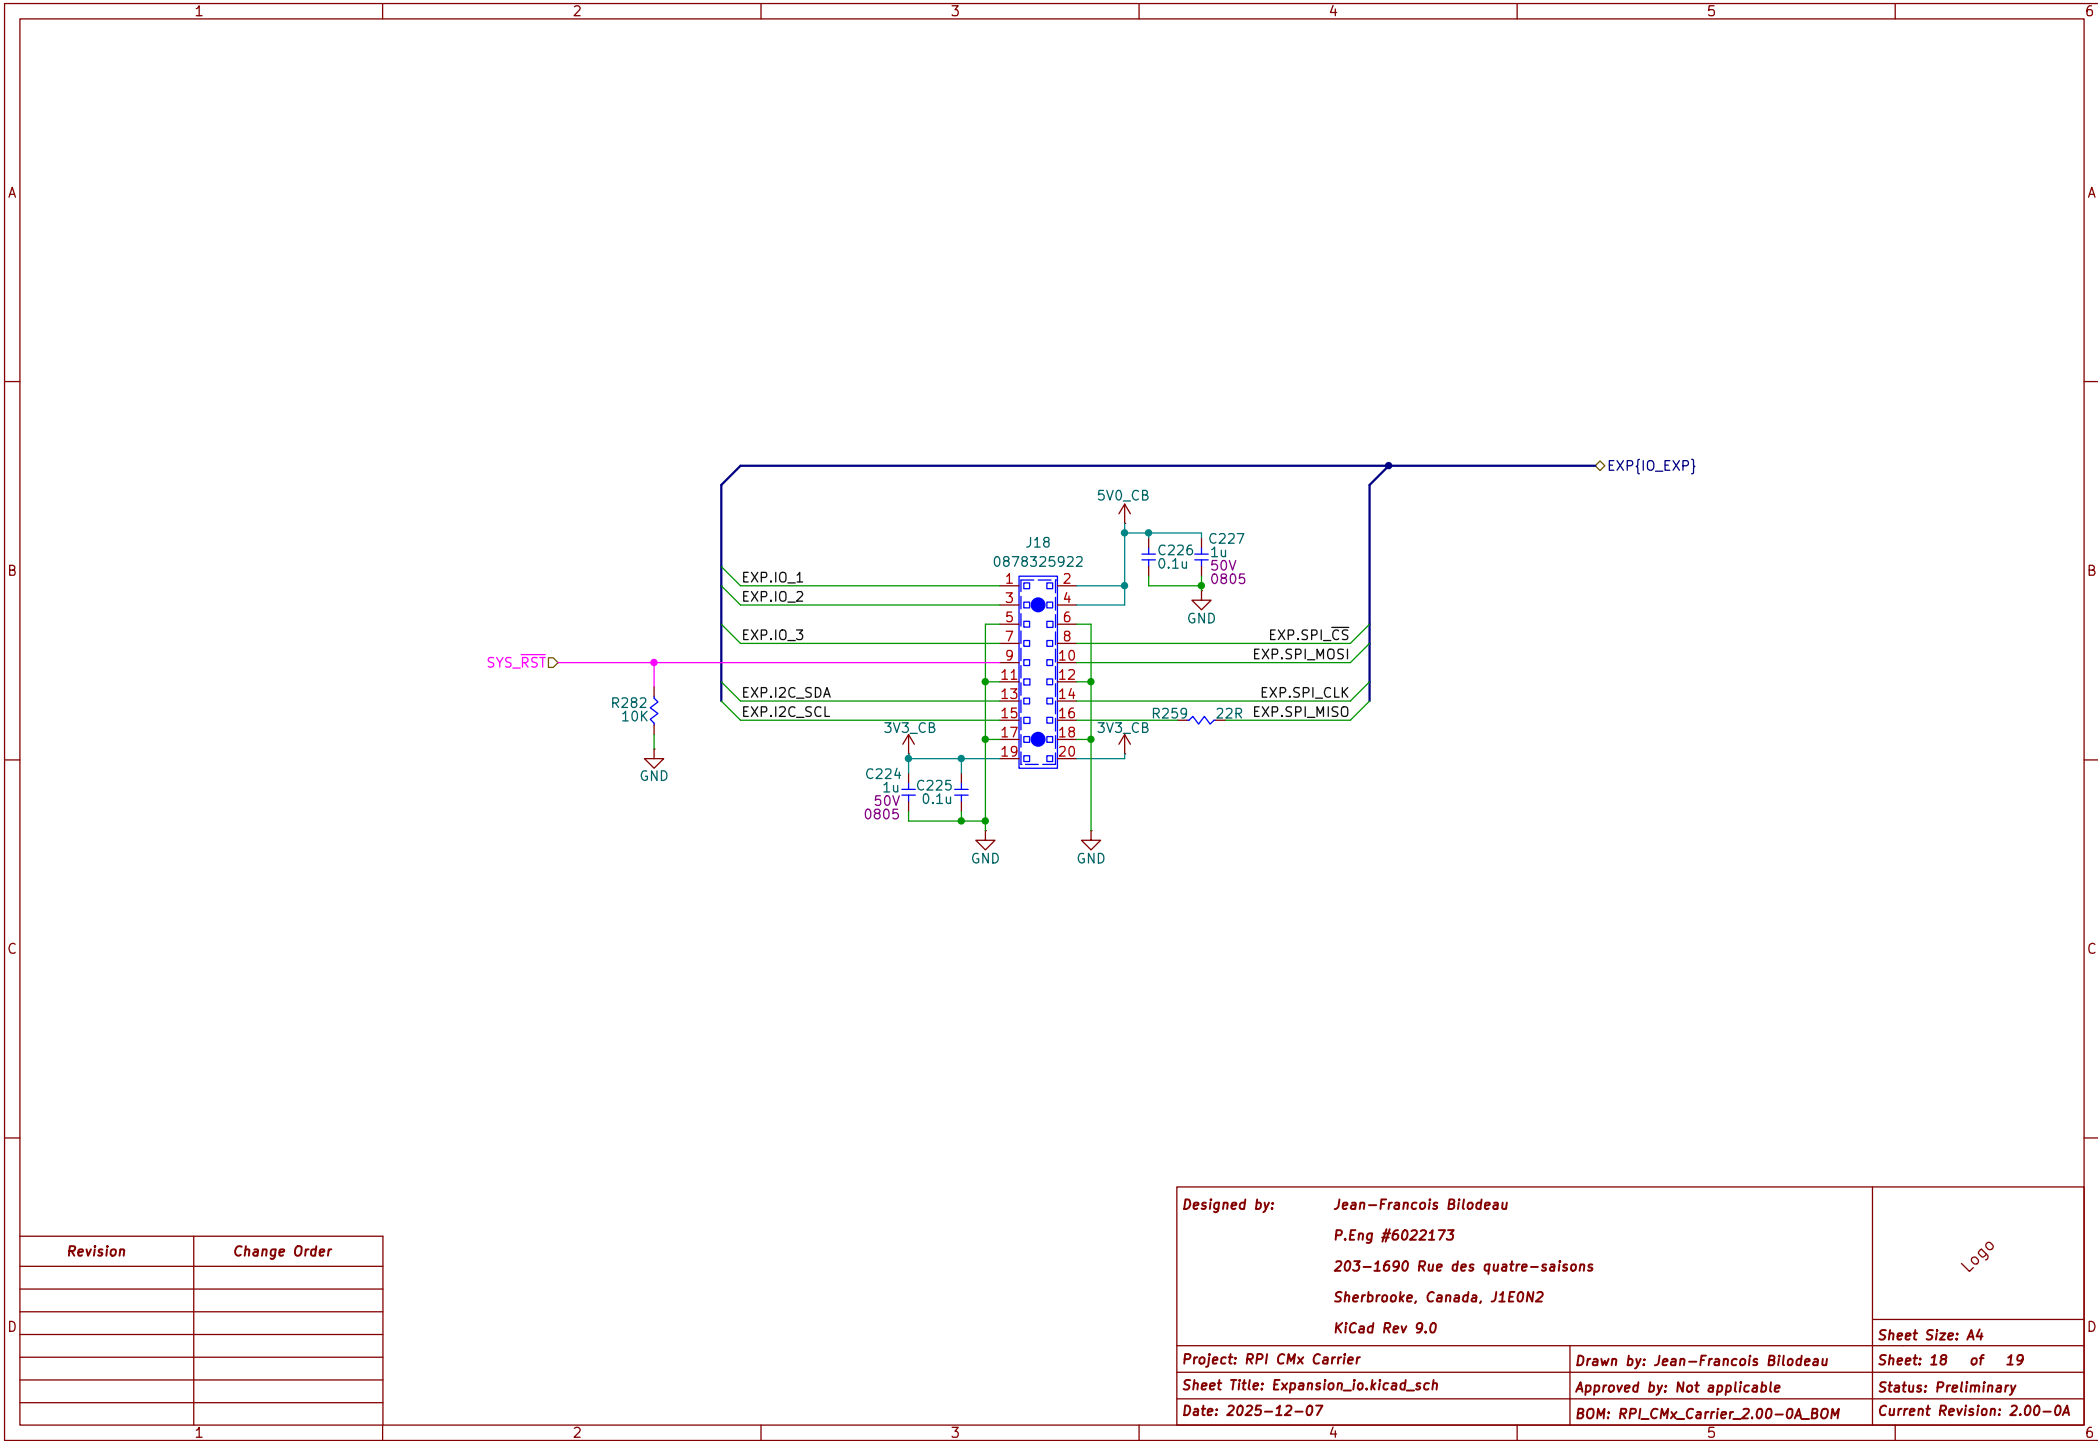 1 2 3 4 5 6
A A
EXP{IO_EXP}
5V0_CB
J18
0878325922
C226
0.1u
C227
1u
50V
0805
GND
B B
EXP.IO_1 1 2
EXP.IO_2 3 4
5 6
EXP.IO_3 7 8 EXP.SPI_CS
SYS_RST 9 10 EXP.SPI_MOSI
11 12
EXP.I2C_SDA 13 14 EXP.SPI_CLK
EXP.I2C_SCL 15 16 R259 22R EXP.SPI_MISO
R282
10K
GND
3V3_CB 17 18 3V3_CB
19 20
C224
1u
50V
0805
C225
0.1u
GND GND
C C
Revision Change Order
Designed by: Jean-Francois Bilodeau
P.Eng #6022173
203-1690 Rue des quatre-saisons
Sherbrooke, Canada, J1E0N2
KiCad Rev 9.0
Logo
D D
Sheet Size: A4
Project: RPI CMx Carrier Drawn by: Jean-Francois Bilodeau Sheet: 18 of 19
Sheet Title: Expansion_io.kicad_sch Approved by: Not applicable Status: Preliminary
Date: 2025-12-07 BOM: RPI_CMx_Carrier_2.00-0A_BOM Current Revision: 2.00-0A
1 2 3 4 5 6